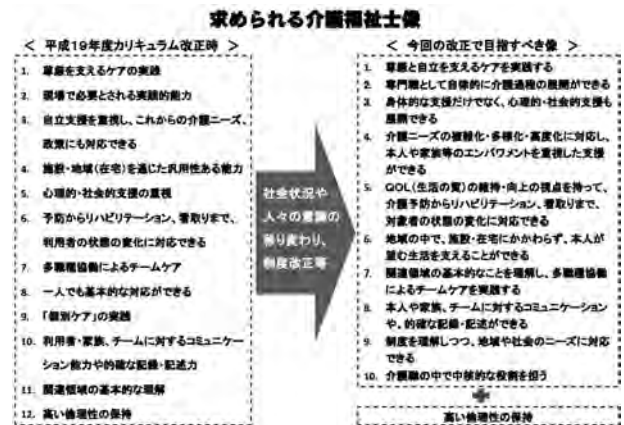 求められる介護福祉士像
＜ 平成19年度カリキュラム改正時 ＞
1. 尊厳を支えるケアの実践
2. 現場で必要とされる実践的能力
3. 自立支援を重視し、これからの介護ニーズ、
政策にも対応できる
4. 施設・地域（在宅）を通じた汎用性ある能力
5. 心理的・社会的支援の重視
6. 予防からリハビリテーション、看取りまで、
利用者の状態の変化に対応できる
7. 多職種協働によるチームケア
8. 一人でも基本的な対応ができる
9. 「個別ケア」の実践
10. 利用者・家族、チームに対するコミュニケー
ション能力や的確な記録・記述力
11. 関連領域の基本的な理解
12. 高い倫理性の保持
社会状況や
人々の意識の
移り変わり、
制度改正等
＜ 今回の改正で目指すべき像 ＞
1. 尊厳と自立を支えるケアを実践する
2. 専門職として自律的に介護過程の展開ができる
3. 身体的な支援だけでなく、心理的・社会的支援も
展開できる
4. 介護ニーズの複雑化・多様化・高度化に対応し、
本人や家族等のエンパワメントを重視した支援
ができる
5. QOL（生活の質）の維持・向上の視点を持って、
介護予防からリハビリテーション、看取りまで、
対象者の状態の変化に対応できる
6. 地域の中で、施設・在宅にかかわらず、本人が
望む生活を支えることができる
7. 関連領域の基本的なことを理解し、多職種協働
によるチームケアを実践する
8. 本人や家族、チームに対するコミュニケーション
や、的確な記録・記述ができる
9. 制度を理解しつつ、地域や社会のニーズに対応
できる
10. 介護職の中で中核的な役割を担う
高い倫理性の保持